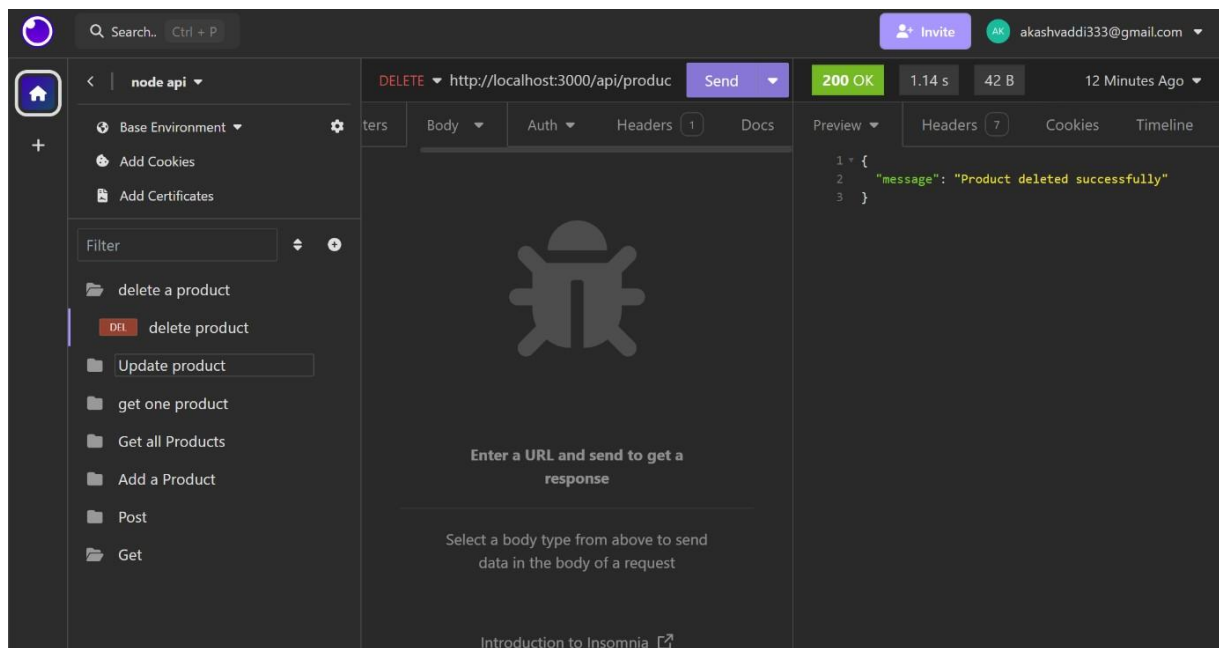 Search.. Ctrl + P
Invite
AK akashvaddi333@gmail.com
node api
DELETE http://localhost:3000/api/produc Send
200 OK 1.14 s 42 B 12 Minutes Ago
Base Environment
ters Body Auth Headers 1 Docs
Preview Headers 7 Cookies Timeline
Add Cookies
Add Certificates
1 {
2 "message": "Product deleted successfully"
3 }
Filter
delete a product
DEL delete product
Update product
get one product
Get all Products
Add a Product
Post
Get
Enter a URL and send to get a
response
Select a body type from above to send
data in the body of a request
Introduction to Insomnia